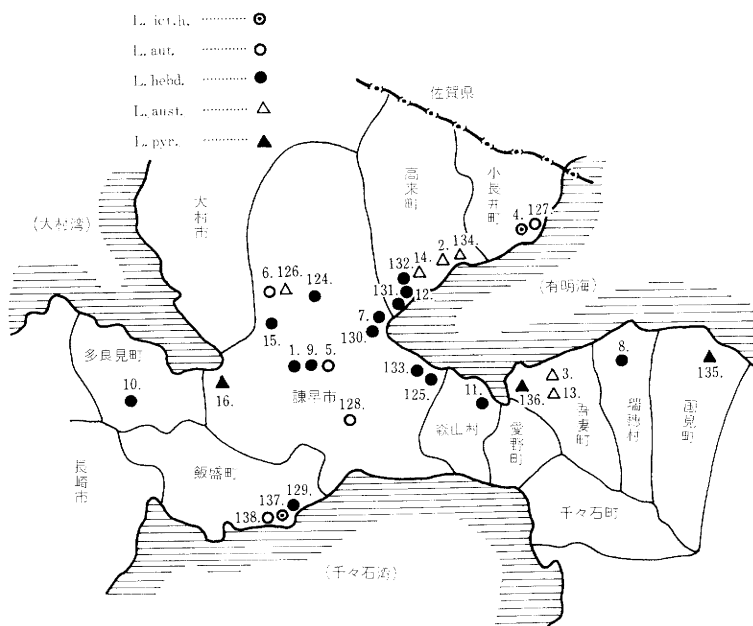 L. ict.h. ············ ◉
L. aut. ············ ○
L. hebd. ············ ●
L. aust. ············ △
L. pyr. ············ ▲
佐賀県
(大村湾)
大村市
高来町
小長井町
4. 127.
132. 14. 2. 134.
6. 126. 124.
131. 12.
(有明海)
7.
15.
130.
多良見町
1. 9. 5.
133.
3.
8.
135.
10.
16.
諫早市
125.
11.
136.
13.
128.
森山村
愛野町
吾妻町
瑞穂村
国見町
長崎市
飯盛町
137. 129.
138.
千々石町
(千々石湾)